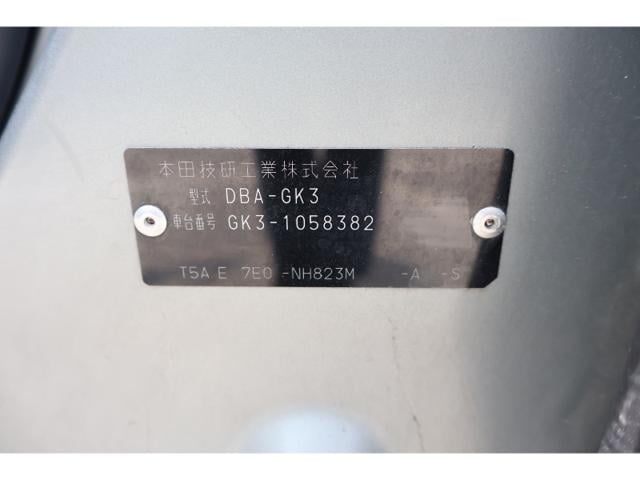 本田技研工業株式会社
型式 DBA-GK3
車台番号 GK3-1058382
T5A E 7E0 -NH823M -A -S